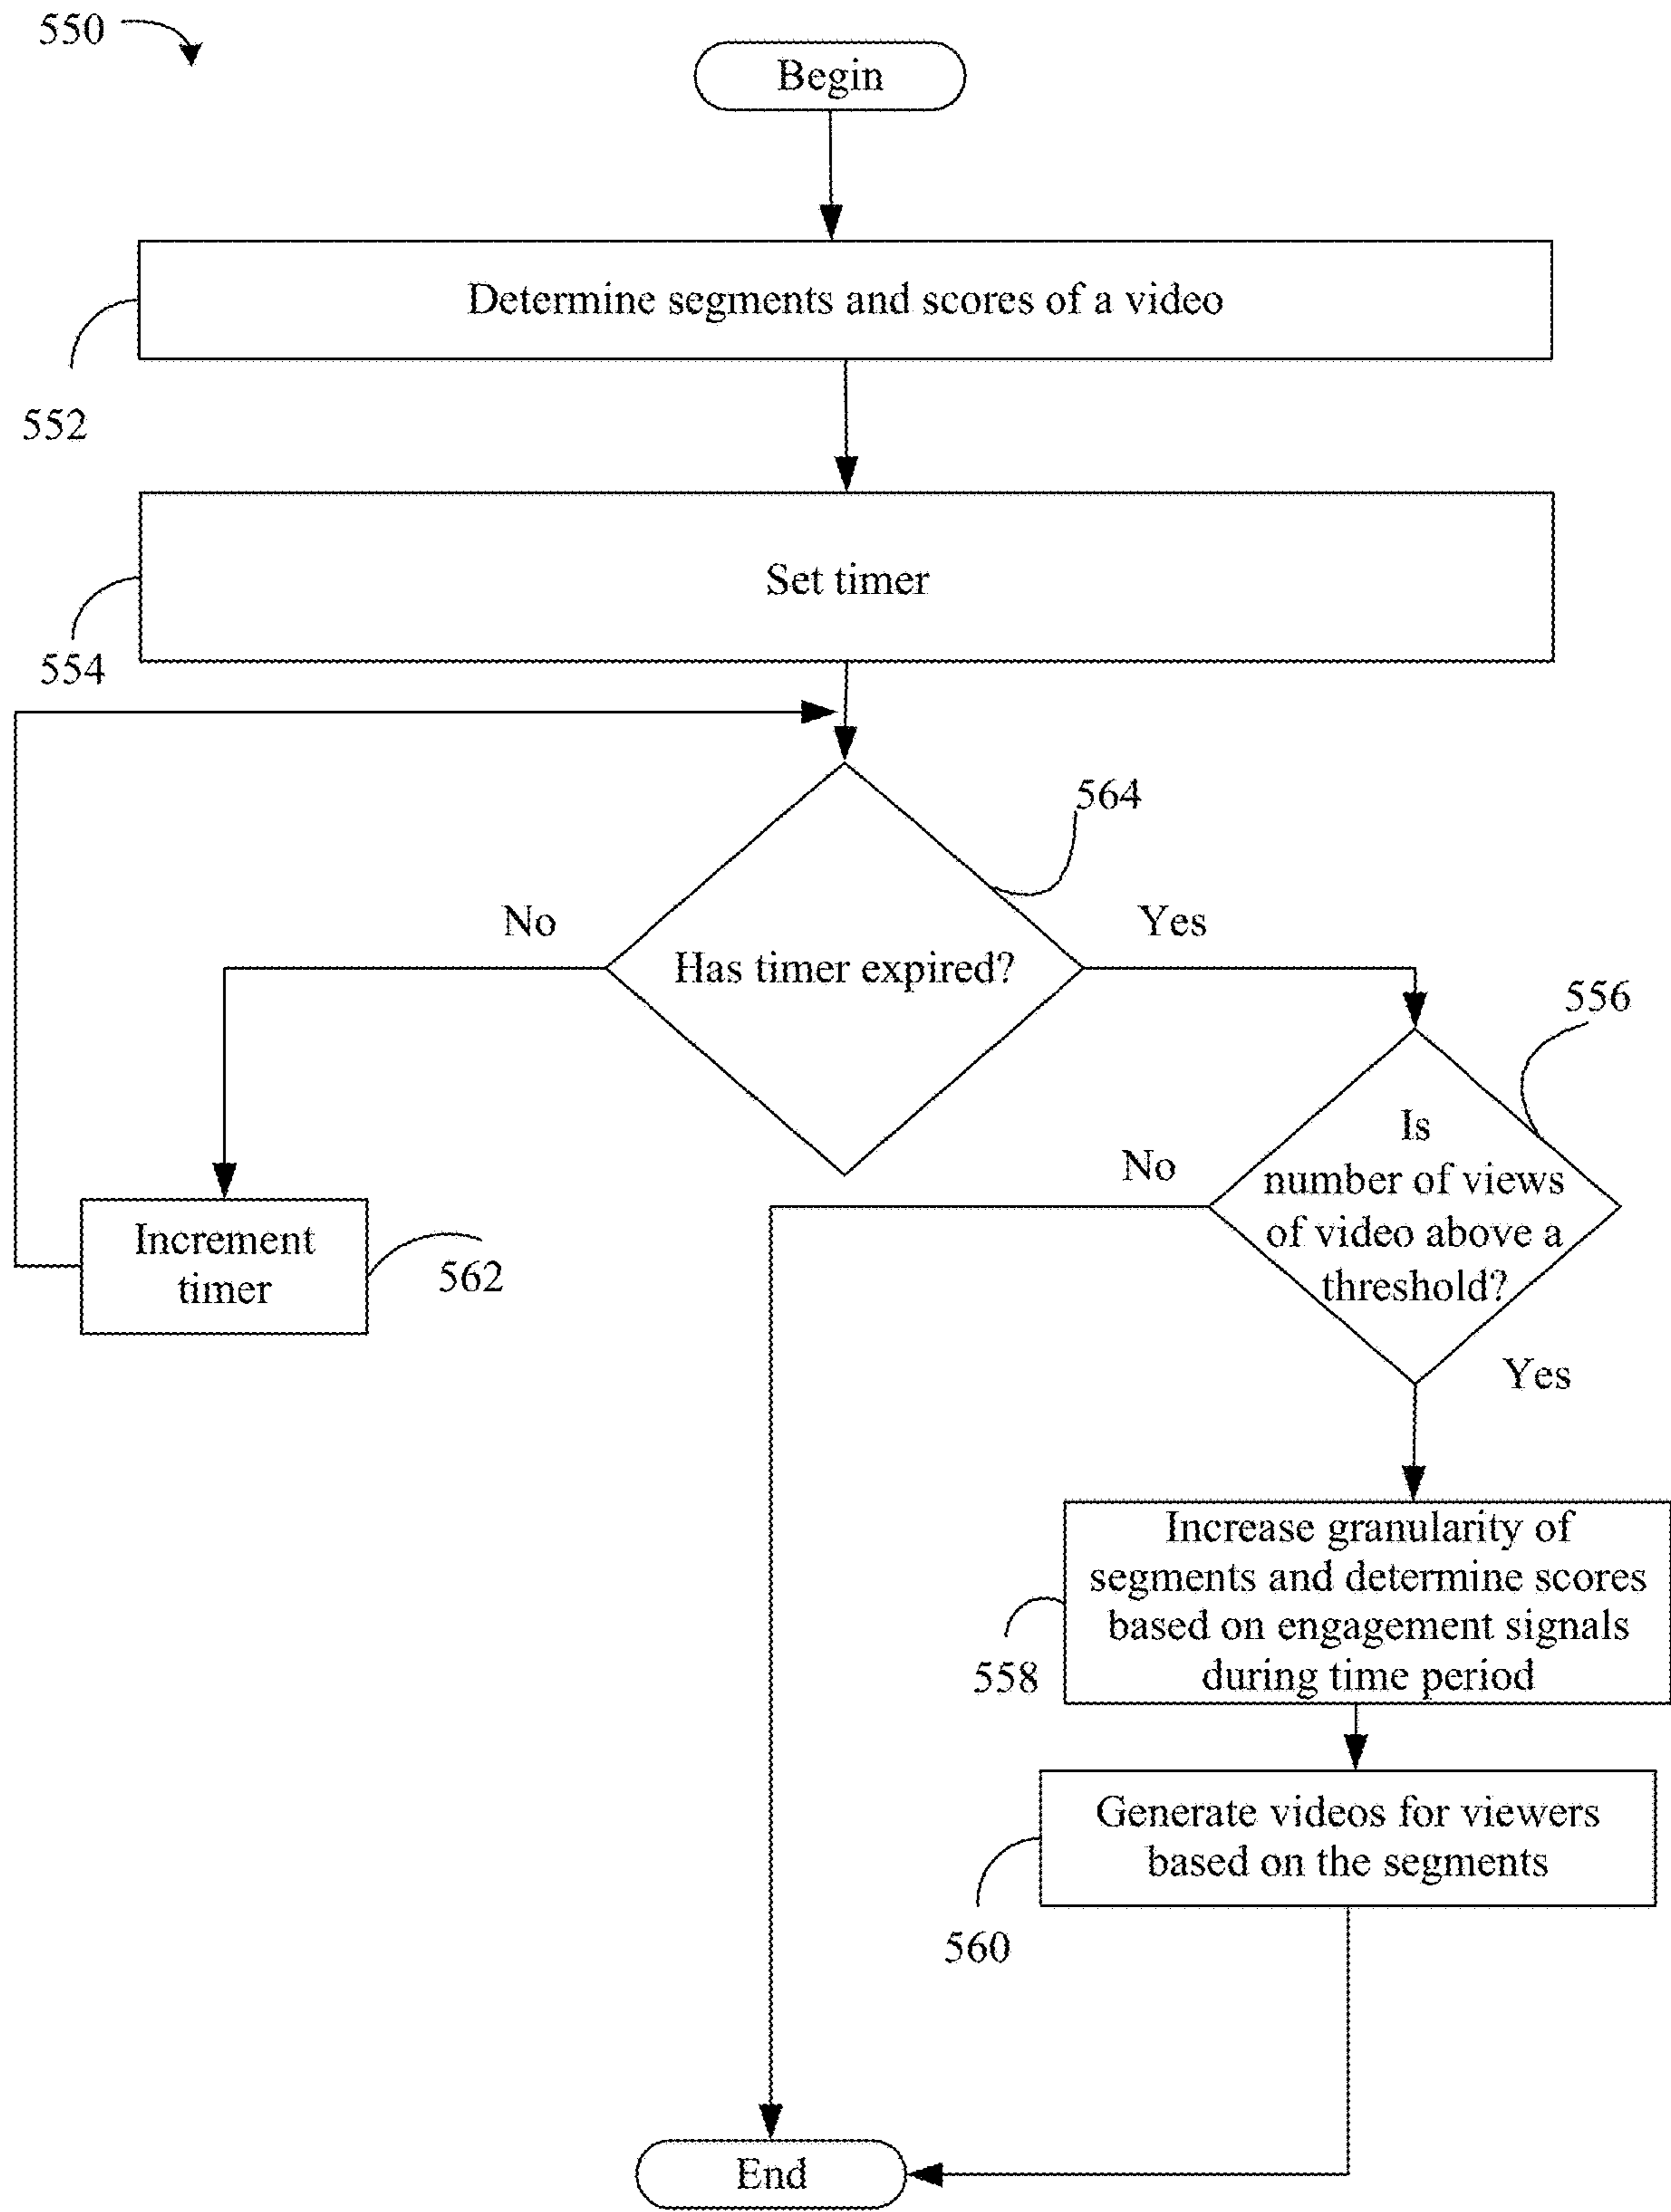 550
Begin
Determine segments and scores of a video
552
Set timer
554
564
No
Yes
Has timer expired?
556
Is
number of views
of video above a
threshold?
No
Increment
timer
562
Yes
Increase granularity of
segments and determine scores
based on engagement signals
during time period
558
Generate videos for viewers
based on the segments
560
End